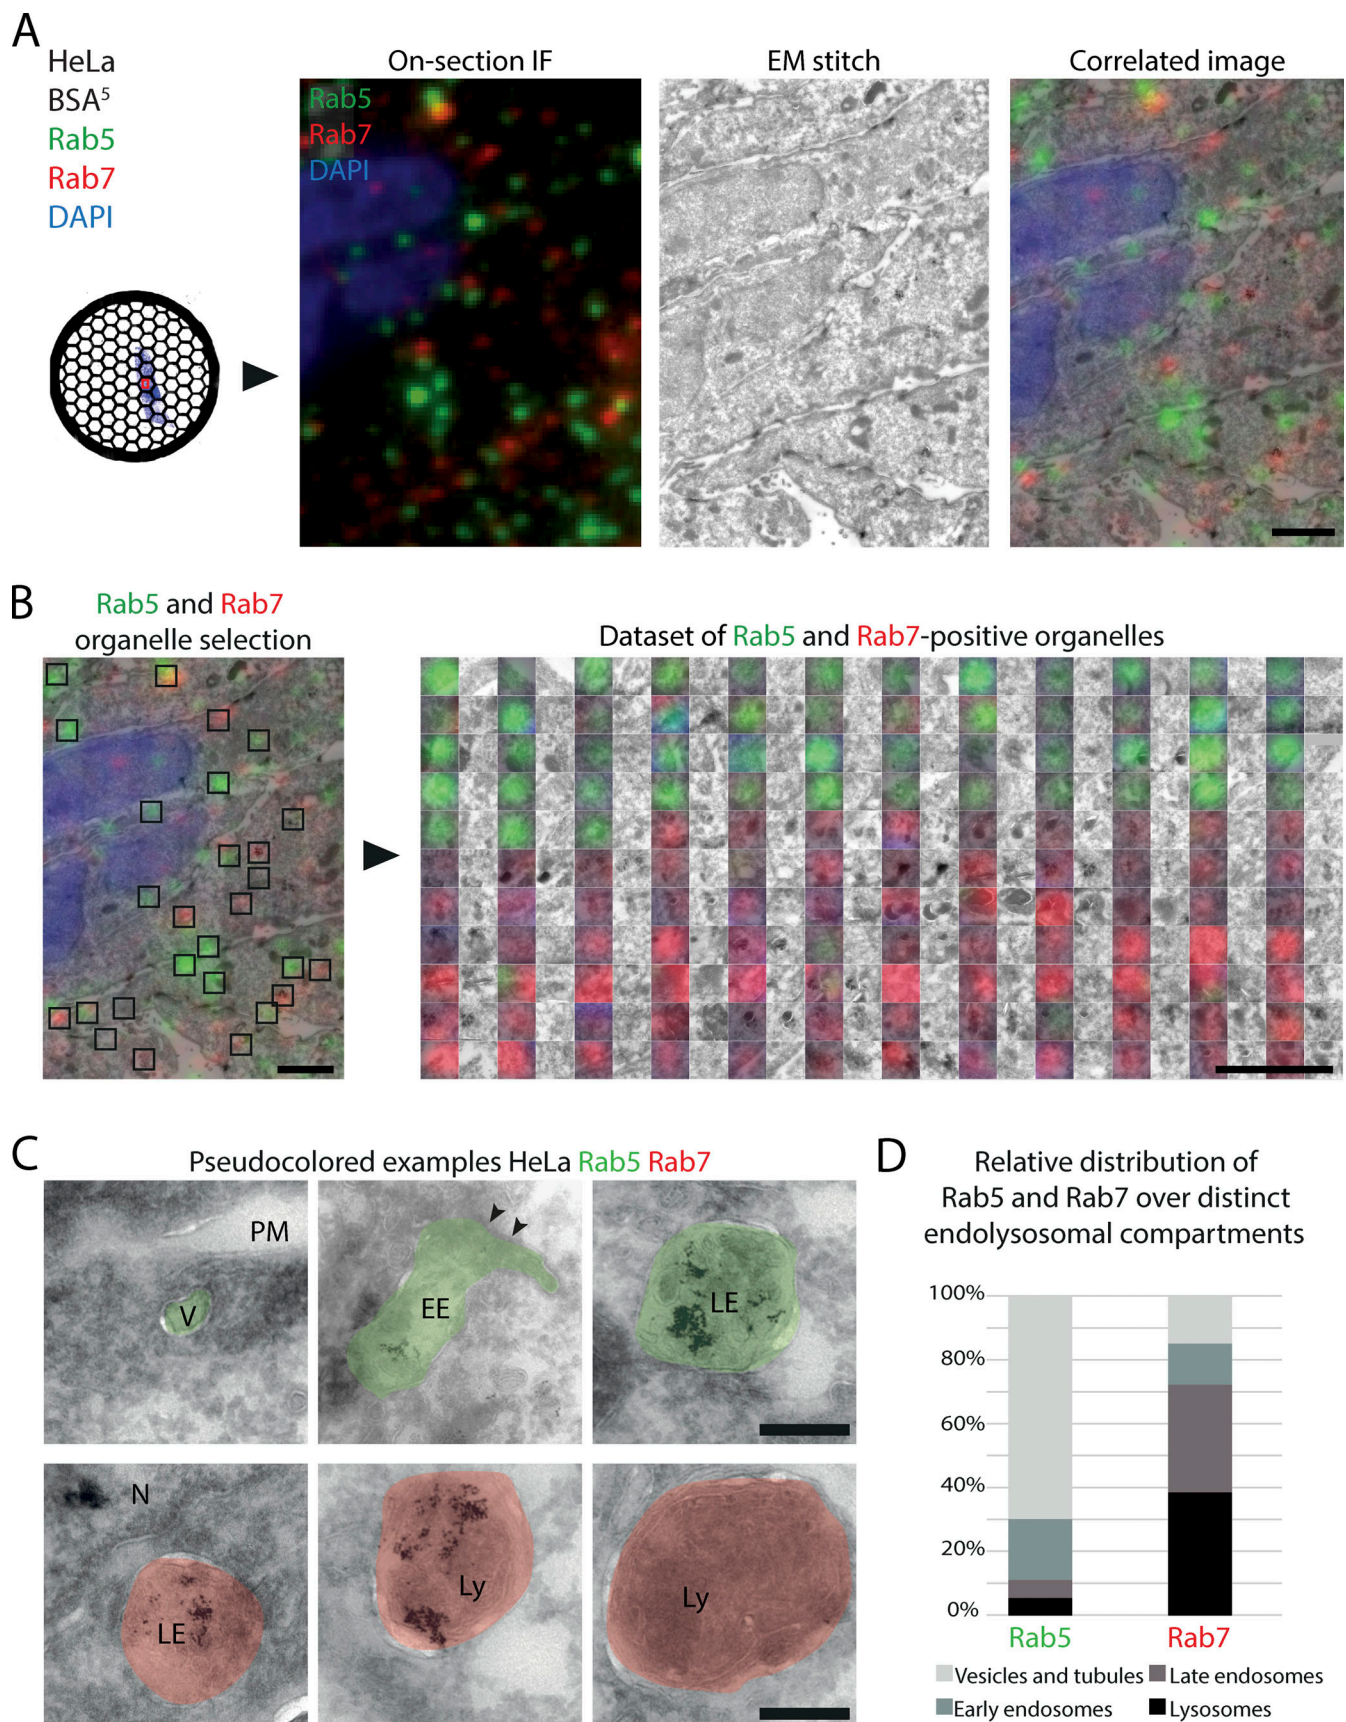 A
HeLa
BSA⁵
Rab5
Rab7
DAPI
On-section IF
Rab5
Rab7
DAPI
EM stitch
Correlated image
B
Rab5 and Rab7
organelle selection
Dataset of Rab5 and Rab7-positive organelles
C
Pseudocolored examples HeLa Rab5 Rab7
PM
V
EE
LE
N
LE
Ly
Ly
D
Relative distribution of
Rab5 and Rab7 over distinct
endolysosomal compartments
100%
80%
60%
40%
20%
0%
Rab5
Rab7
Vesicles and tubules
Late endosomes
Early endosomes
Lysosomes